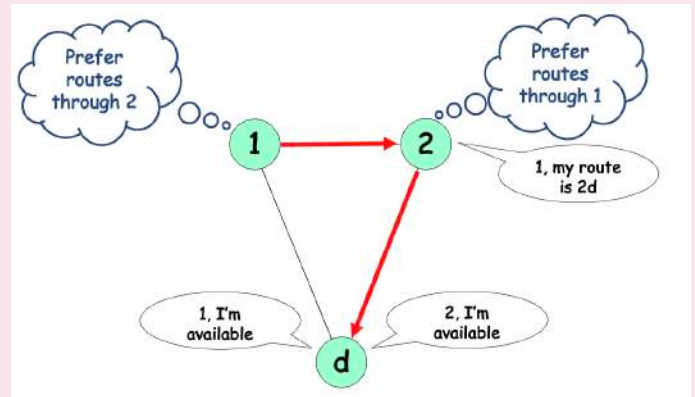 Prefer
routes
through 2
Prefer
routes
through 1
1
2
1, my route
is 2d
1, I'm
available
2, I'm
available
d